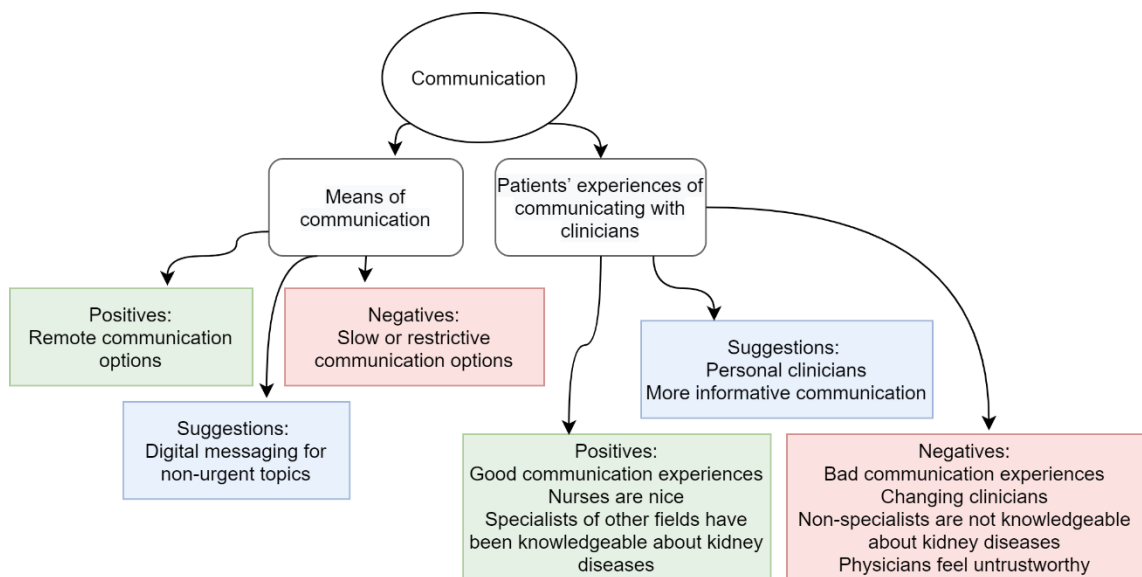 Communication
Means of
communication
Patients’ experiences of
communicating with
clinicians
Positives:
Remote communication
options
Negatives:
Slow or restrictive
communication options
Suggestions:
Digital messaging for
non-urgent topics
Suggestions:
Personal clinicians
More informative communication
Positives:
Good communication experiences
Nurses are nice
Specialists of other fields have
been knowledgeable about kidney
diseases
Negatives:
Bad communication experiences
Changing clinicians
Non-specialists are not knowledgeable
about kidney diseases
Physicians feel untrustworthy